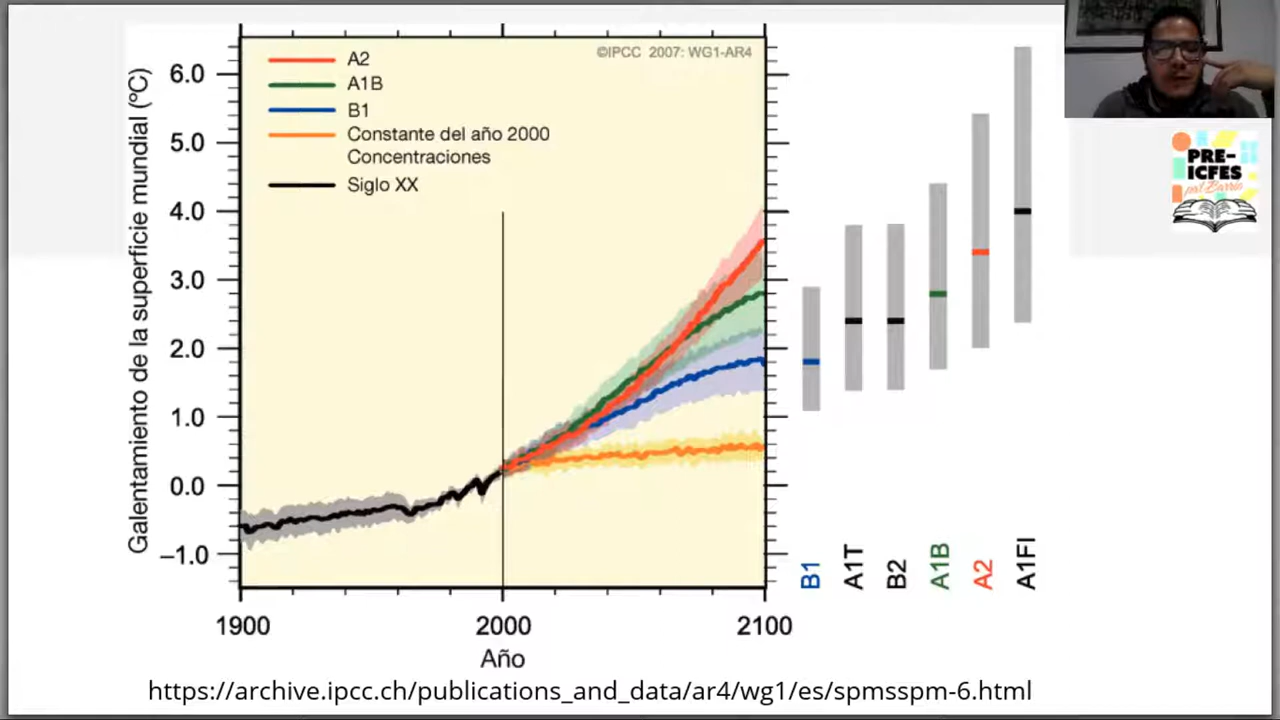 ©IPCC 2007: WG1-AR4
A2
A1B
B1
Constante del año 2000
Concentraciones
Siglo XX
Galentamiento de la superficie mundial (ºC)
6.0
5.0
4.0
3.0
2.0
1.0
0.0
–1.0
1900
2000
2100
Año
B1
A1T
B2
A1B
A2
A1FI
PRE-
ICFES
pa'l Barrio
https://archive.ipcc.ch/publications_and_data/ar4/wg1/es/spmsspm-6.html